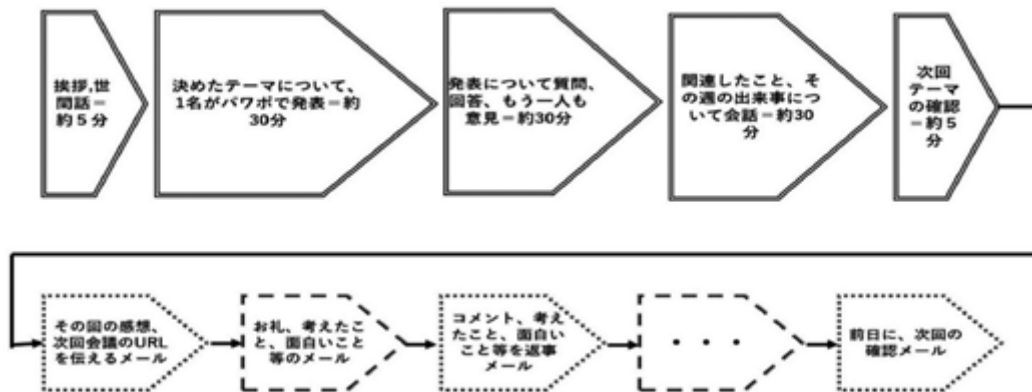 挨拶,世
間話＝
約５分
決めたテーマについて、
1名がパワポで発表＝約
30分
発表について質問、
回答、もう一人も
意見＝約30分
関連したこと、そ
の週の出来事につ
いて会話＝約30
分
次回
テーマ
の確認
＝約５
分
その回の感想、
次回会議のURL
を伝えるメール
お礼、考えたこ
と、面白いこと
等のメール
コメント、考え
たこと、面白い
こと等を返事
メール
・・・
前日に、次回の
確認メール